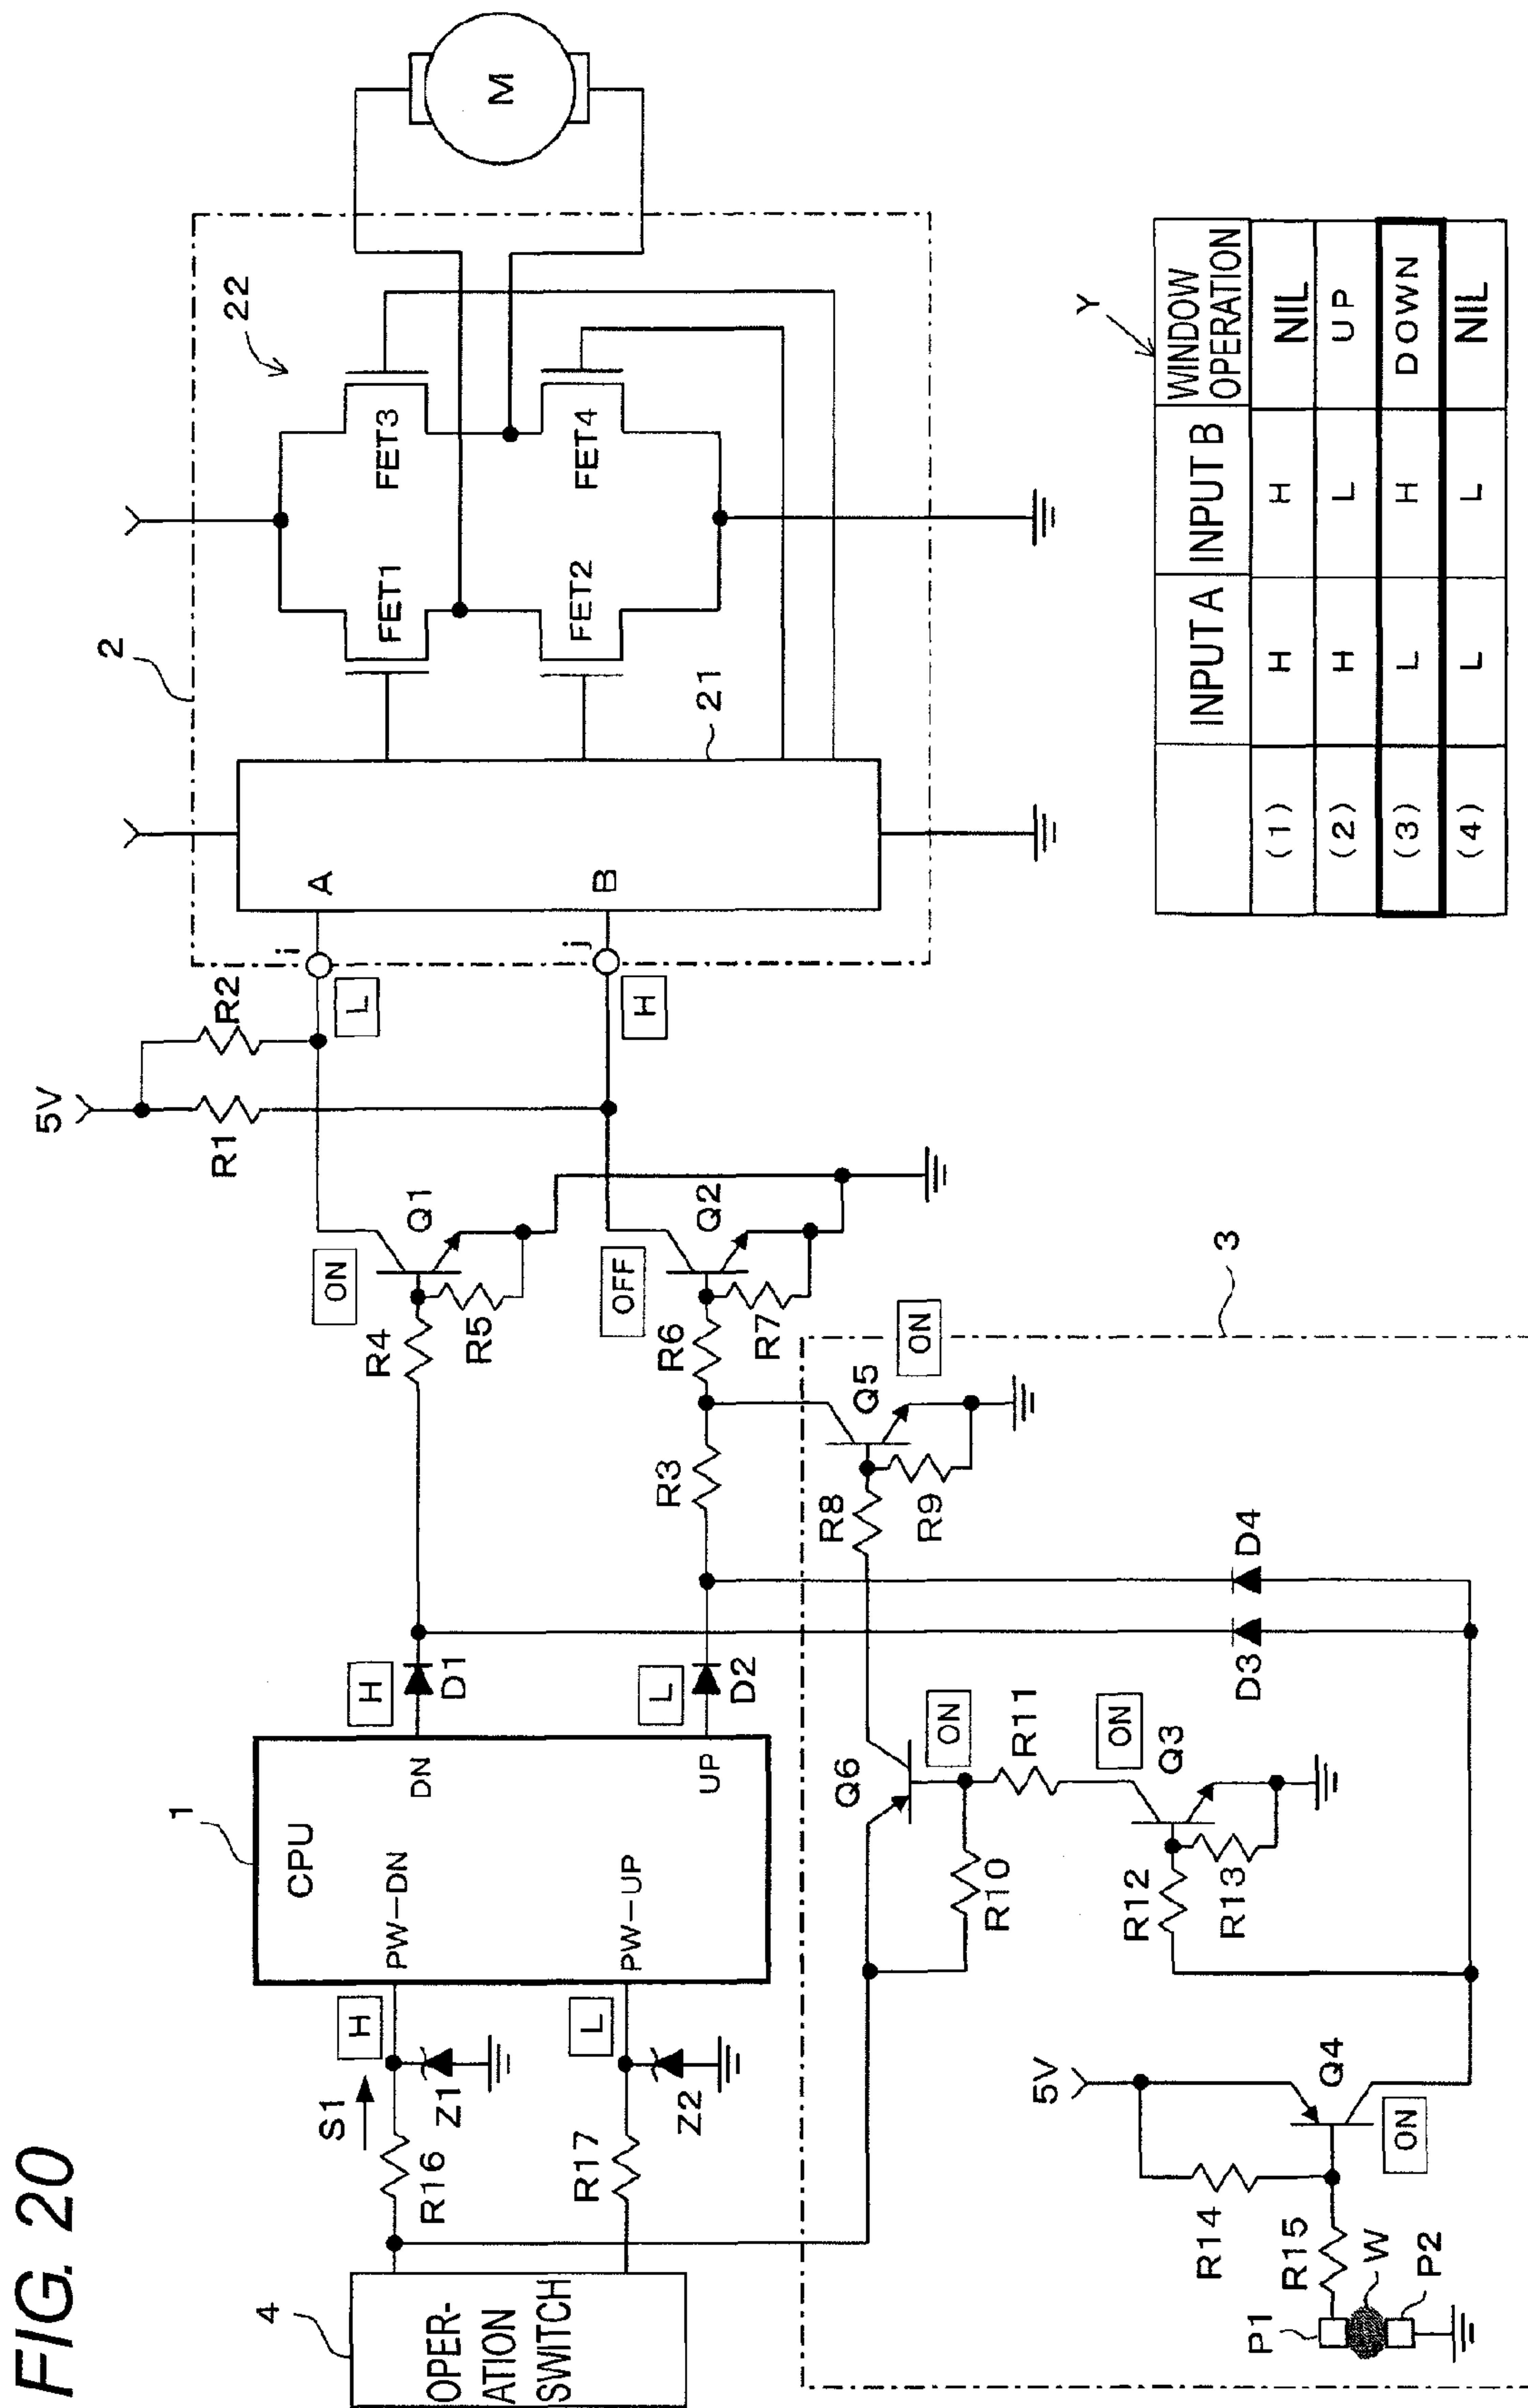 FIG. 20
4
OPER-
ATION
SWITCH
R16
R17
S1
H
L
Z1
Z2
1
CPU
PW-DN
PW-UP
DN
UP
H
L
D1
D2
R4
R5
ON
Q1
R3
R6
R7
OFF
Q2
5V
R1
R2
L
H
i
j
2
A
B
21
22
FET1
FET2
FET3
FET4
M
3
P1
W
P2
R15
R14
5V
Q4
ON
R12
R13
Q3
ON
R11
R10
Q6
ON
D3
D4
R8
R9
Q5
ON
Y
INPUT A INPUT B WINDOW OPERATION
(1) H H NIL
(2) H L UP
(3) L H DOWN
(4) L L NIL